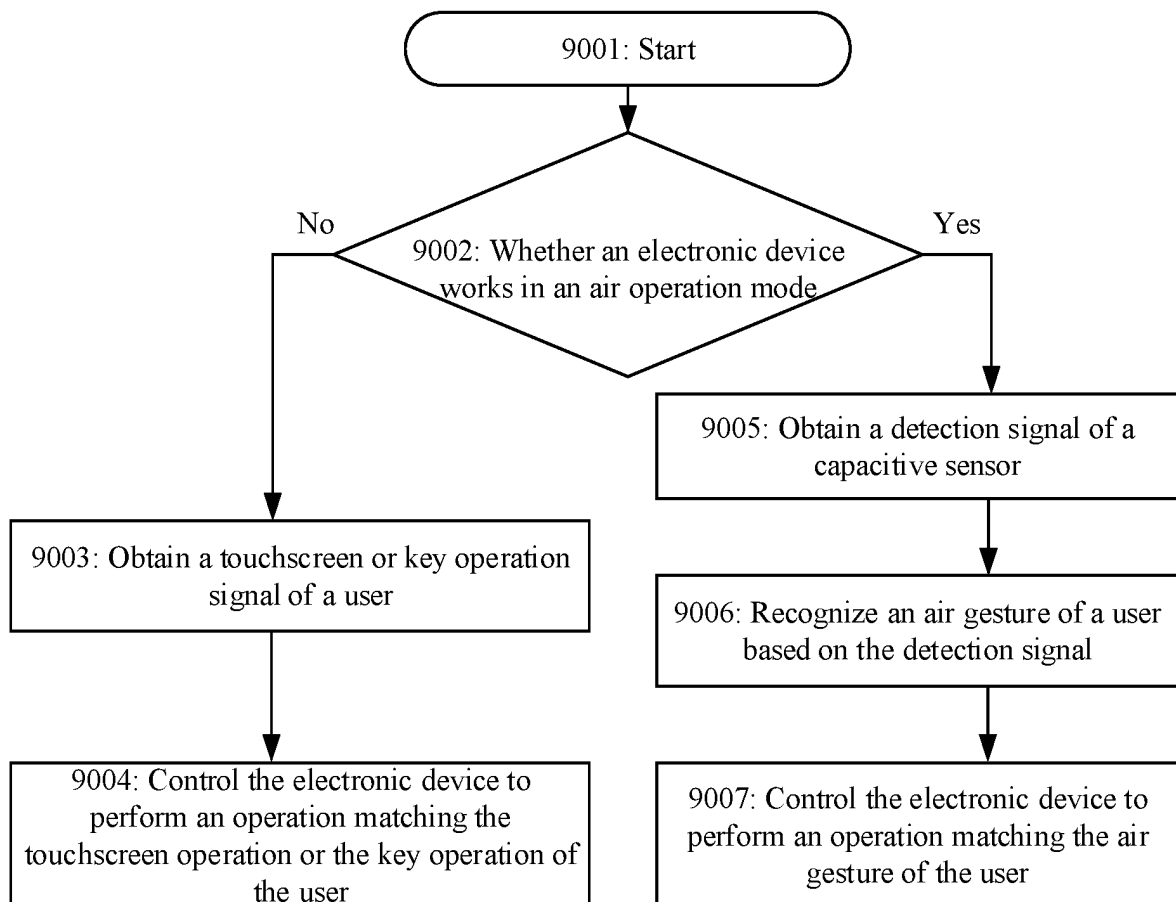 9001: Start
9002: Whether an electronic device
works in an air operation mode
No
Yes
9003: Obtain a touchscreen or key operation
signal of a user
9004: Control the electronic device to
perform an operation matching the
touchscreen operation or the key operation of
the user
9005: Obtain a detection signal of a
capacitive sensor
9006: Recognize an air gesture of a user
based on the detection signal
9007: Control the electronic device to
perform an operation matching the air
gesture of the user